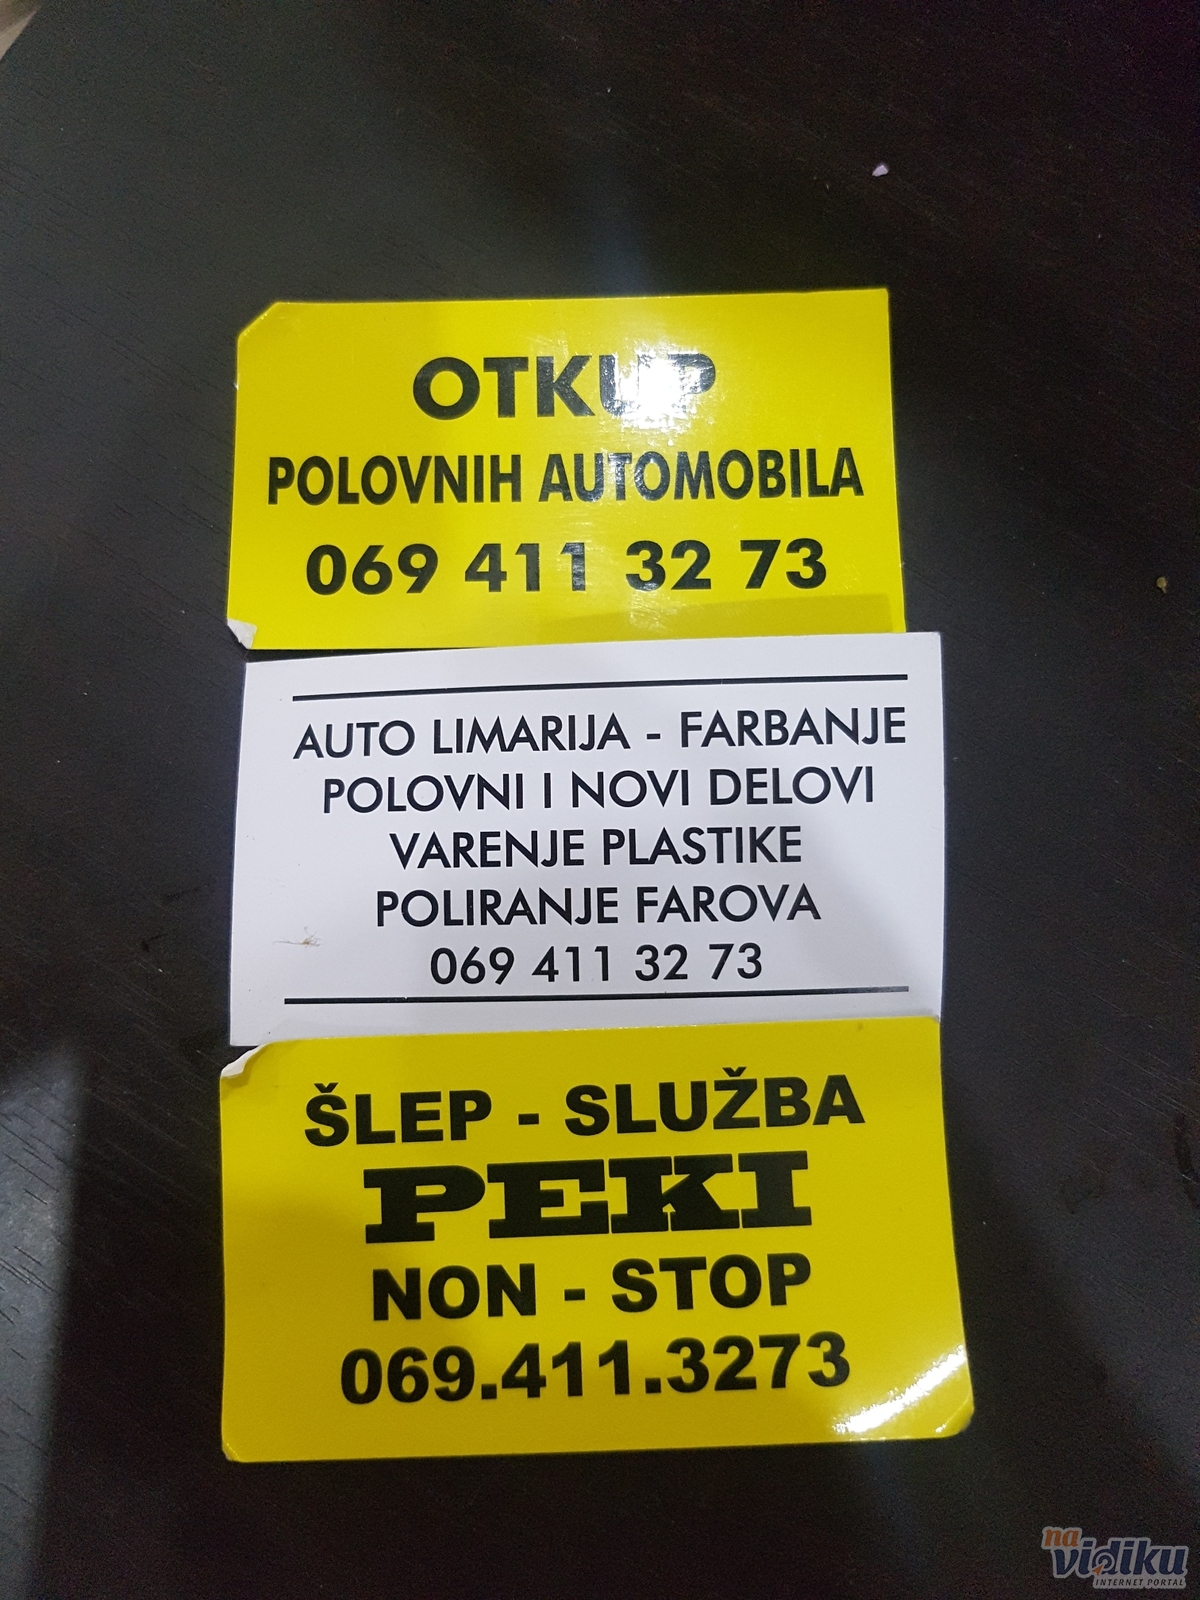 OTKUP
POLOVNIH AUTOMOBILA
069 411 32 73
AUTO LIMARIJA - FARBANJE
POLOVNI I NOVI DELOVI
VARENJE PLASTIKE
POLIRANJE FAROVA
069 411 32 73
ŠLEP - SLUŽBA
PEKI
NON - STOP
069.411.3273
na
vidiku
INTERNET PORTAL